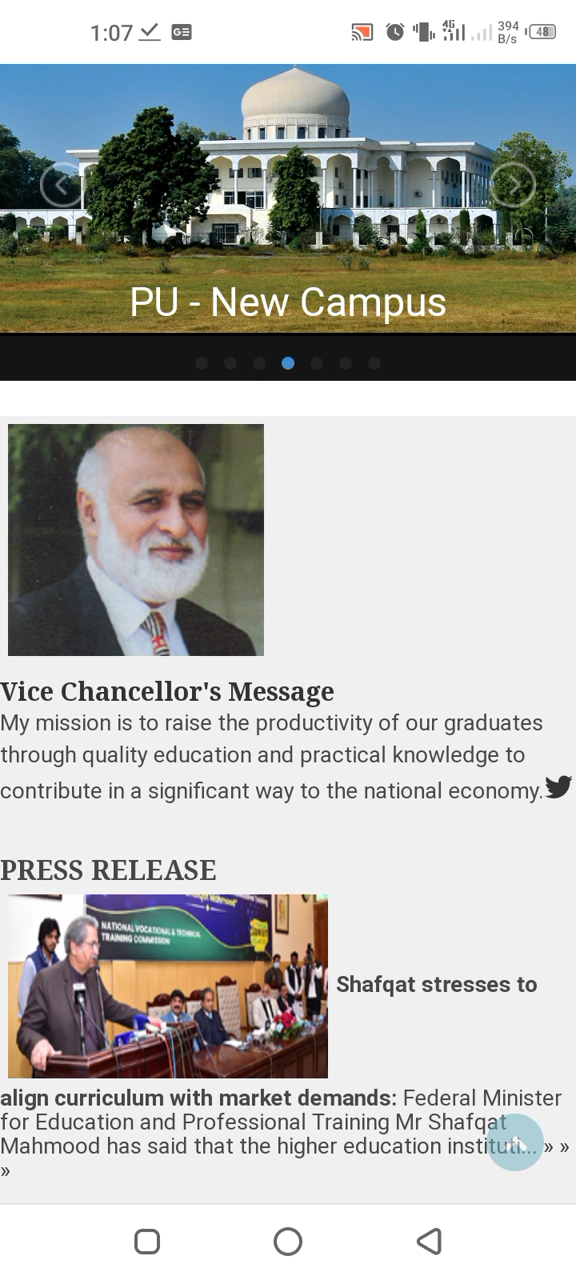 1:07
GE
4G
394
B/s
48
PU - New Campus
Vice Chancellor's Message
My mission is to raise the productivity of our graduates
through quality education and practical knowledge to
contribute in a significant way to the national economy.
PRESS RELEASE
NATIONAL VOCATIONAL & TECHNICAL
TRAINING COMMISSION
Shafqat stresses to
align curriculum with market demands: Federal Minister
for Education and Professional Training Mr Shafqat
Mahmood has said that the higher education instituti... » »
»